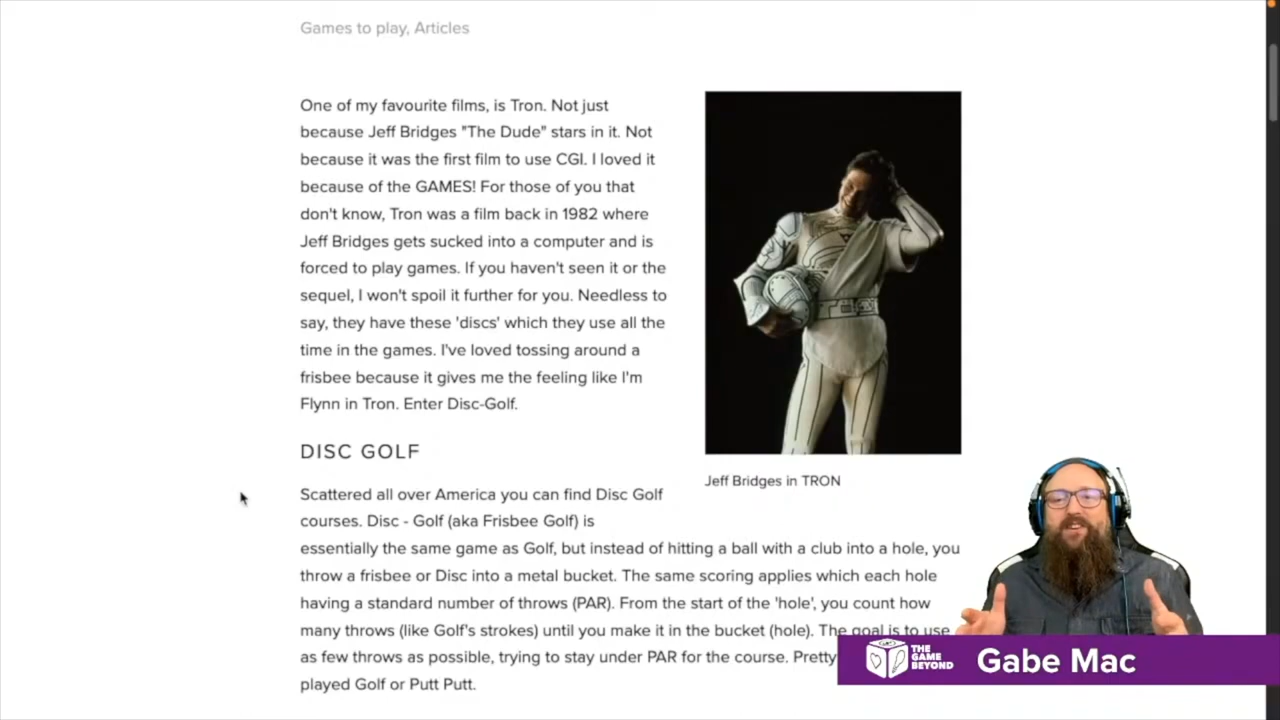 Games to play, Articles
One of my favourite films, is Tron. Not just
because Jeff Bridges "The Dude" stars in it. Not
because it was the first film to use CGI. I loved it
because of the GAMES! For those of you that
don't know, Tron was a film back in 1982 where
Jeff Bridges gets sucked into a computer and is
forced to play games. If you haven't seen it or the
sequel, I won't spoil it further for you. Needless to
say, they have these 'discs' which they use all the
time in the games. I've loved tossing around a
frisbee because it gives me the feeling like I'm
Flynn in Tron. Enter Disc-Golf.
Jeff Bridges in TRON
DISC GOLF
Scattered all over America you can find Disc Golf
courses. Disc - Golf (aka Frisbee Golf) is
essentially the same game as Golf, but instead of hitting a ball with a club into a hole, you
throw a frisbee or Disc into a metal bucket. The same scoring applies which each hole
having a standard number of throws (PAR). From the start of the 'hole', you count how
many throws (like Golf's strokes) until you make it in the bucket (hole). The goal is to use
as few throws as possible, trying to stay under PAR for the course. Pretty
played Golf or Putt Putt.
THE
GAME
BEYOND
Gabe Mac